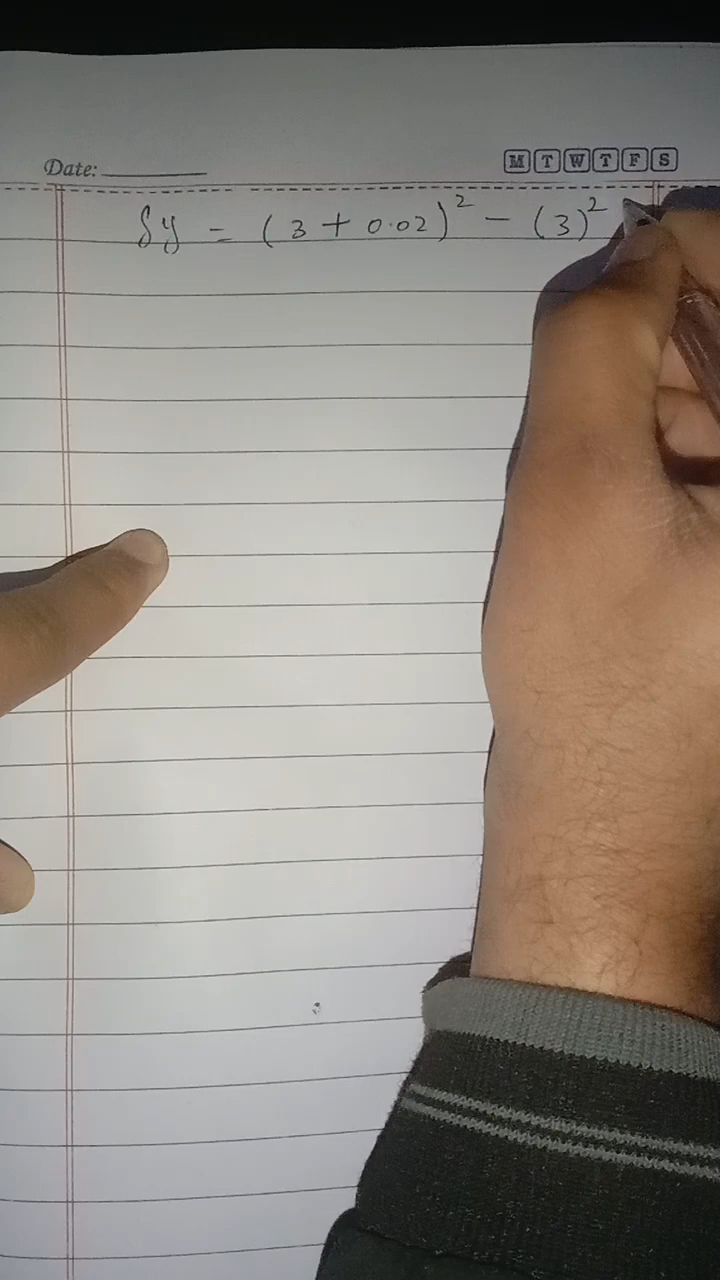 Date: M T W T F S
δy = (3 + 0.02)² - (3)²